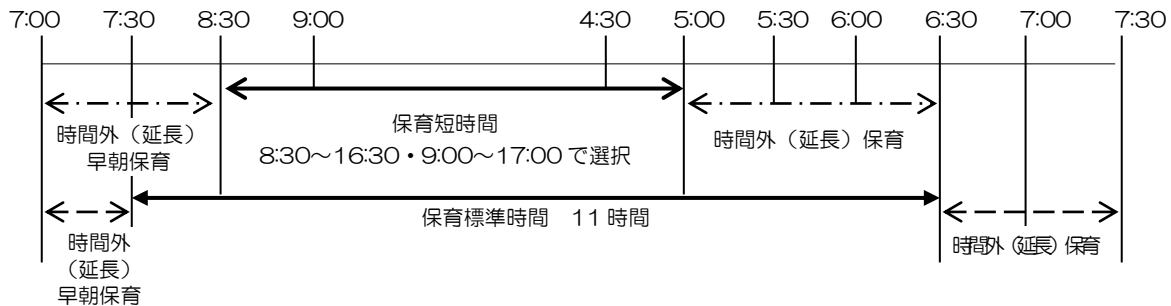 7:00 7:30 8:30 9:00 4:30 5:00 5:30 6:00 6:30 7:00 7:30
時間外（延長）
早朝保育
保育短時間
8:30～16:30・9:00～17:00で選択
時間外（延長）保育
保育標準時間 11時間
時間外
（延長）
早朝保育
時間外（延長）保育